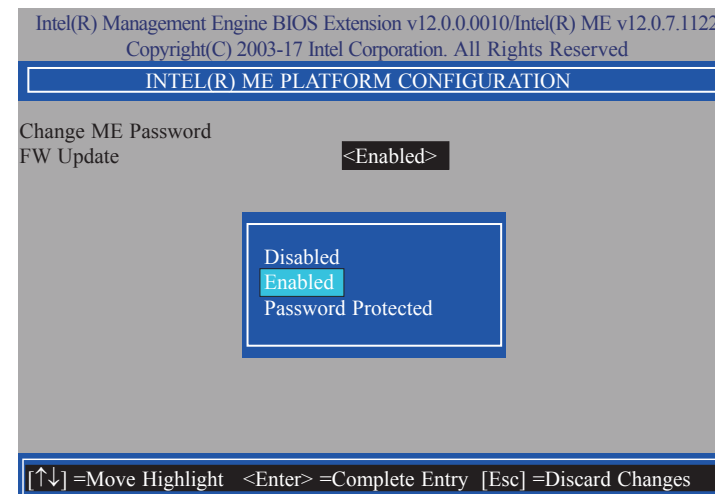 Intel(R) Management Engine BIOS Extension v12.0.0.0010/Intel(R) ME v12.0.7.1122
Copyright(C) 2003-17 Intel Corporation. All Rights Reserved
INTEL(R) ME PLATFORM CONFIGURATION
Change ME Password
FW Update <Enabled>
Disabled
Enabled
Password Protected
[↑↓] =Move Highlight <Enter> =Complete Entry [Esc] =Discard Changes